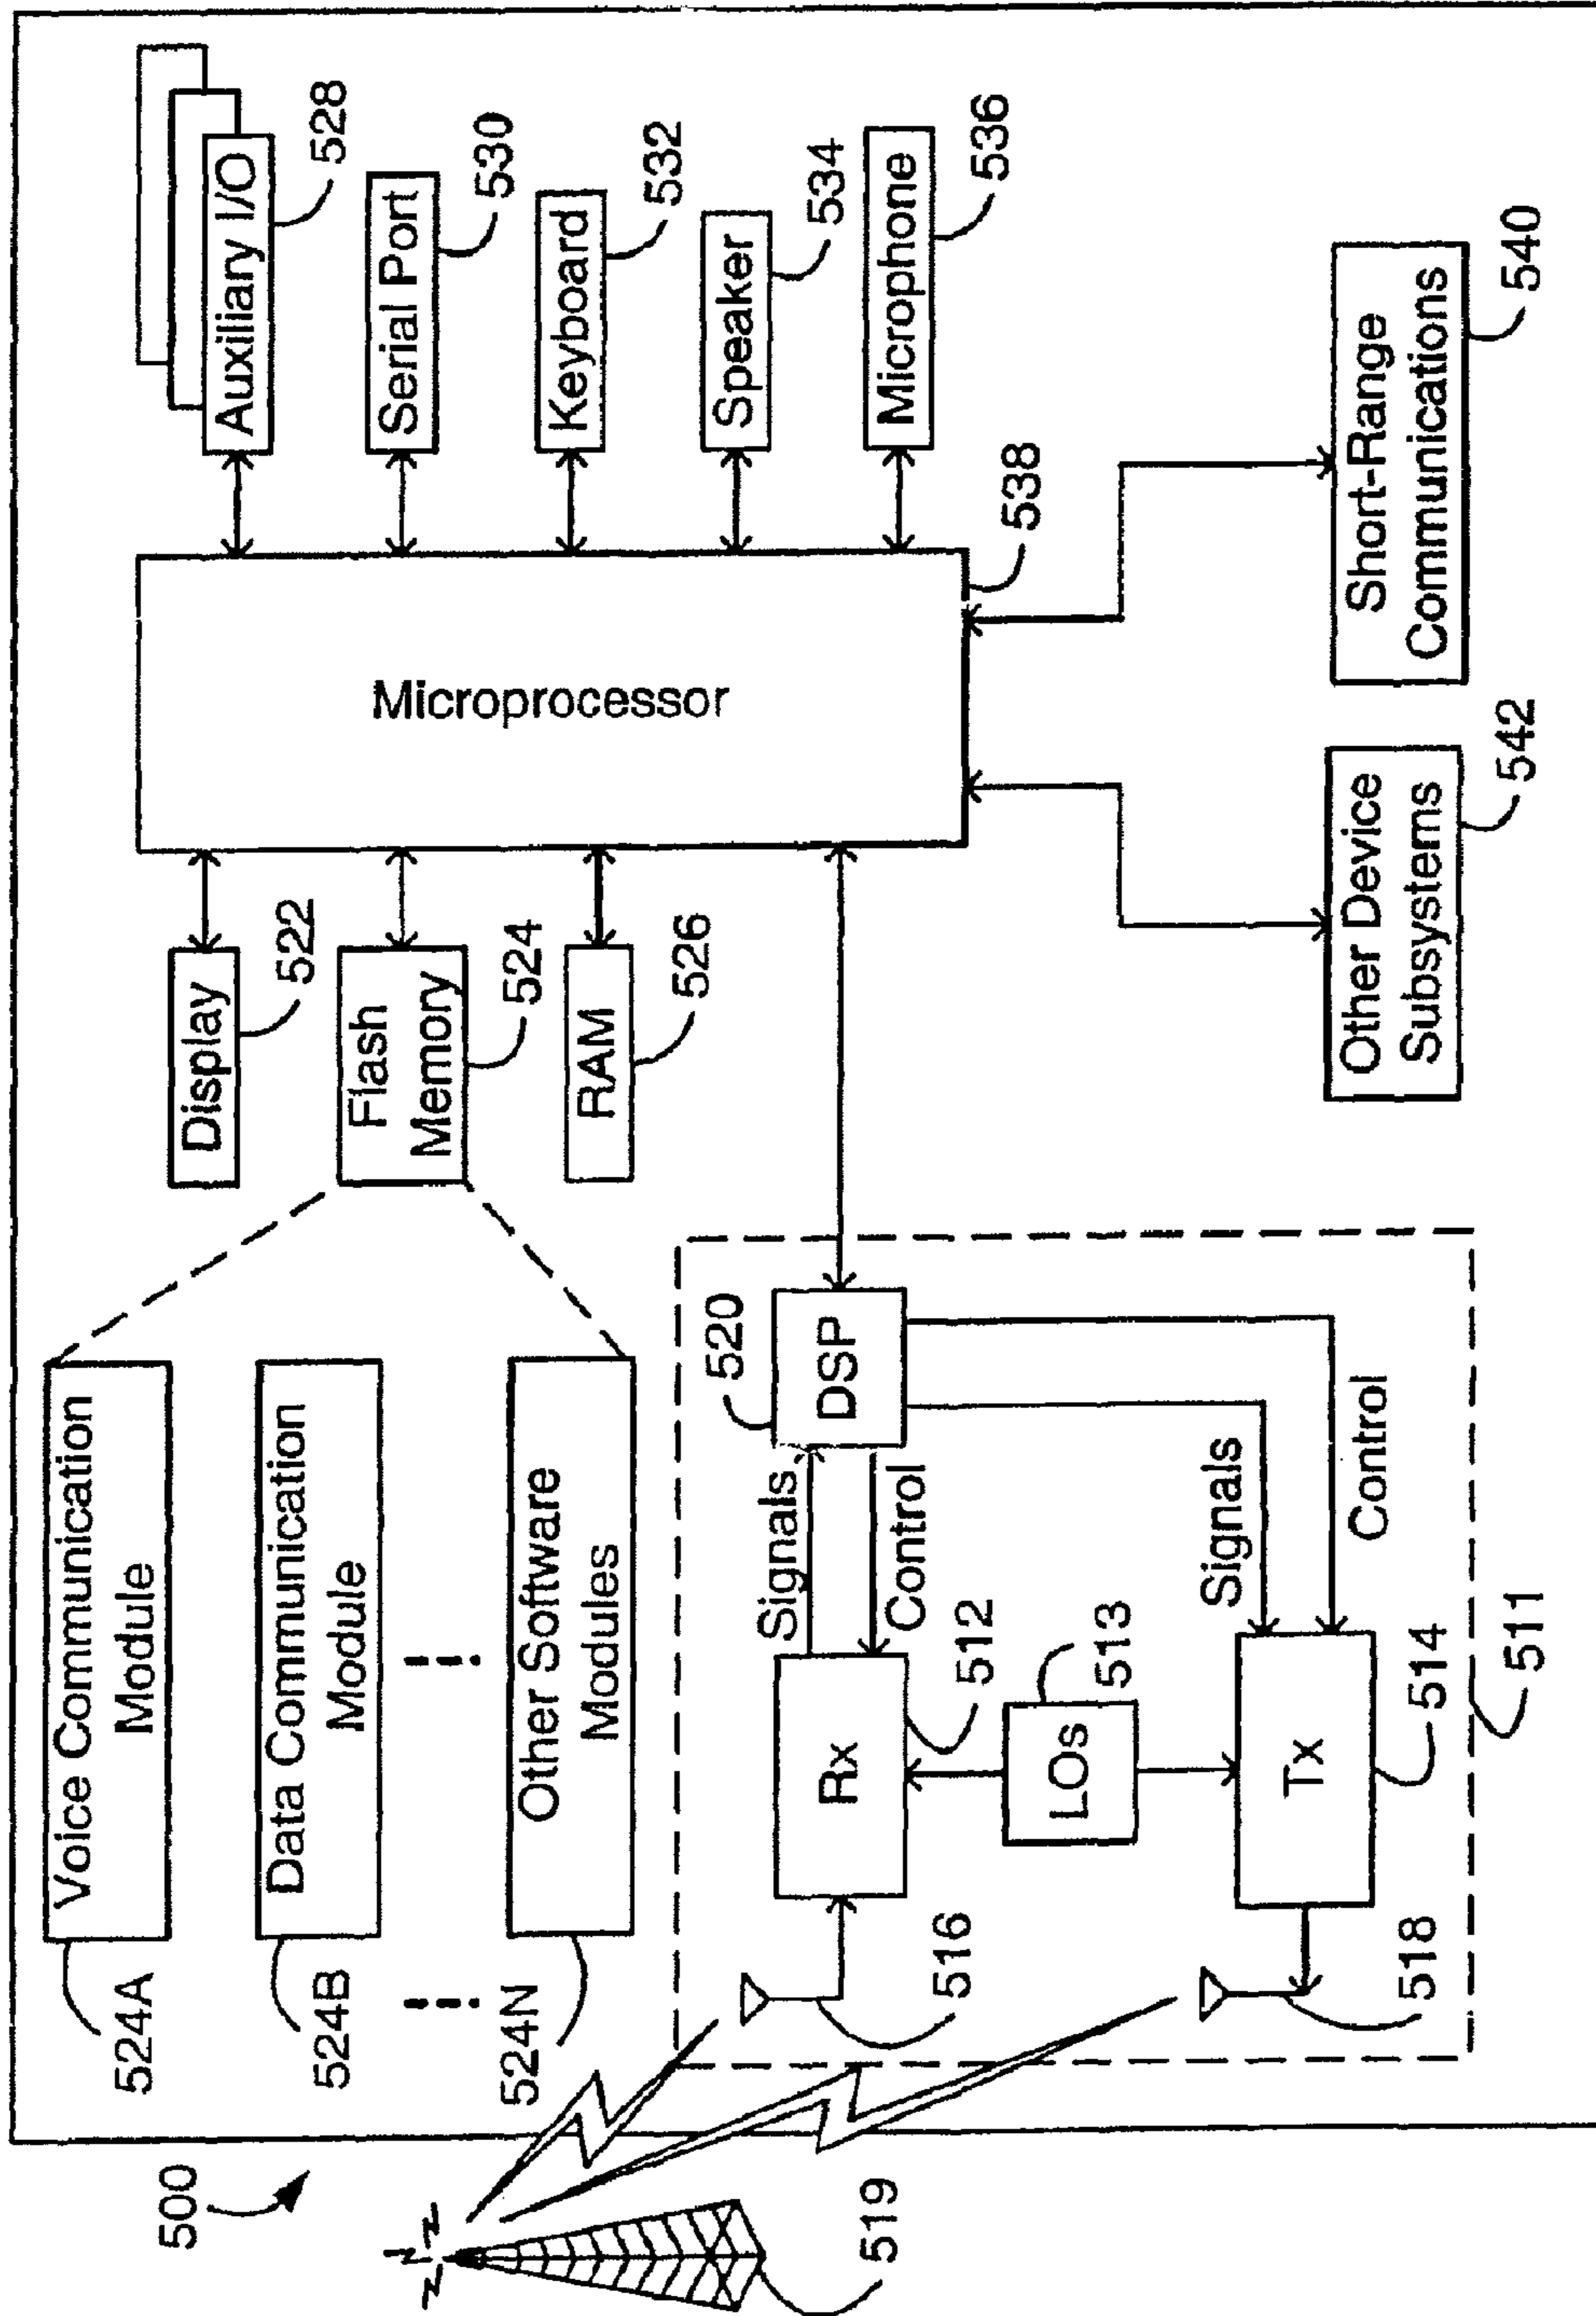 500
519
Voice Communication
Module
524A
Data Communication
Module
524B
Other Software
Modules
524N
Display
522
Flash
Memory
524
RAM
526
Microprocessor
538
Auxiliary I/O
528
Serial Port
530
Keyboard
532
Speaker
534
Microphone
536
Short-Range
Communications
540
Other Device
Subsystems
542
DSP
520
Signals
Control
Rx
512
LOs
513
Signals
Control
Tx
514
516
518
511